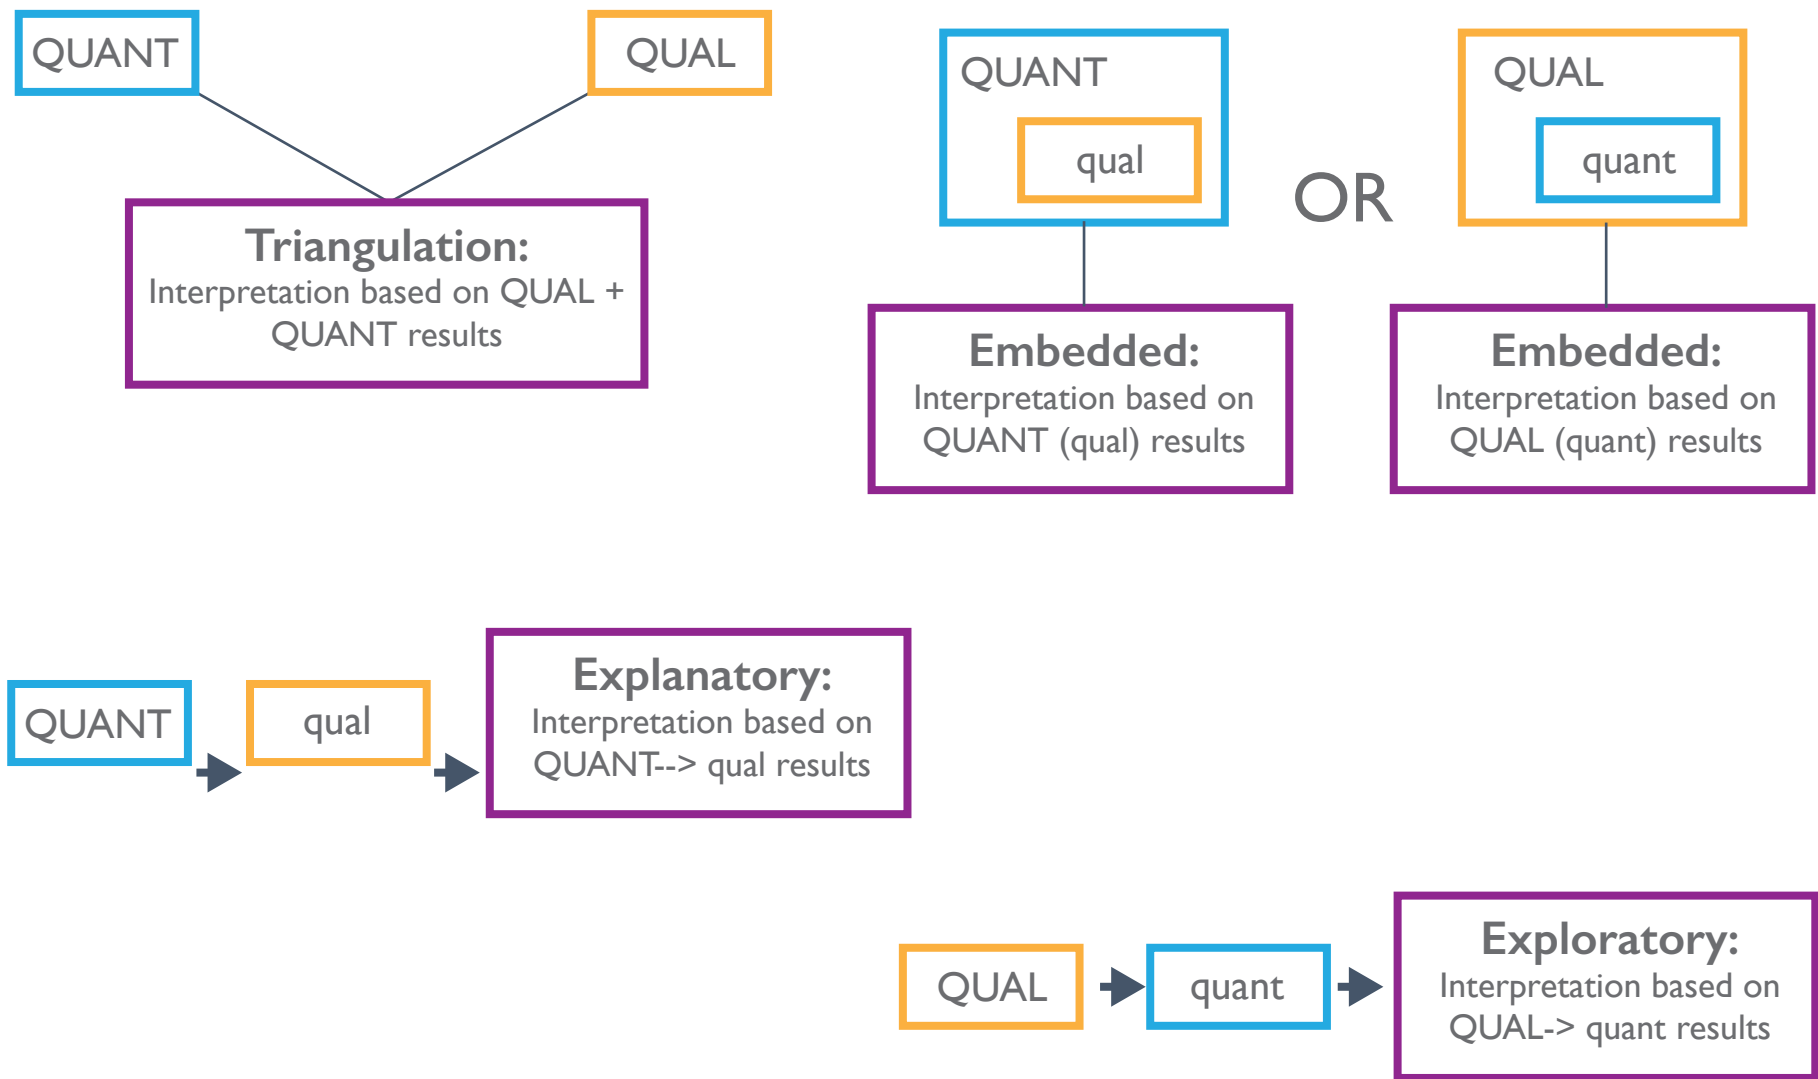 QUANT
QUAL
Triangulation:
Interpretation based on QUAL +
QUANT results
QUANT
qual
OR
QUAL
quant
Embedded:
Interpretation based on
QUANT (qual) results
Embedded:
Interpretation based on
QUAL (quant) results
QUANT
qual
Explanatory:
Interpretation based on
QUANT--> qual results
QUAL
quant
Exploratory:
Interpretation based on
QUAL-> quant results